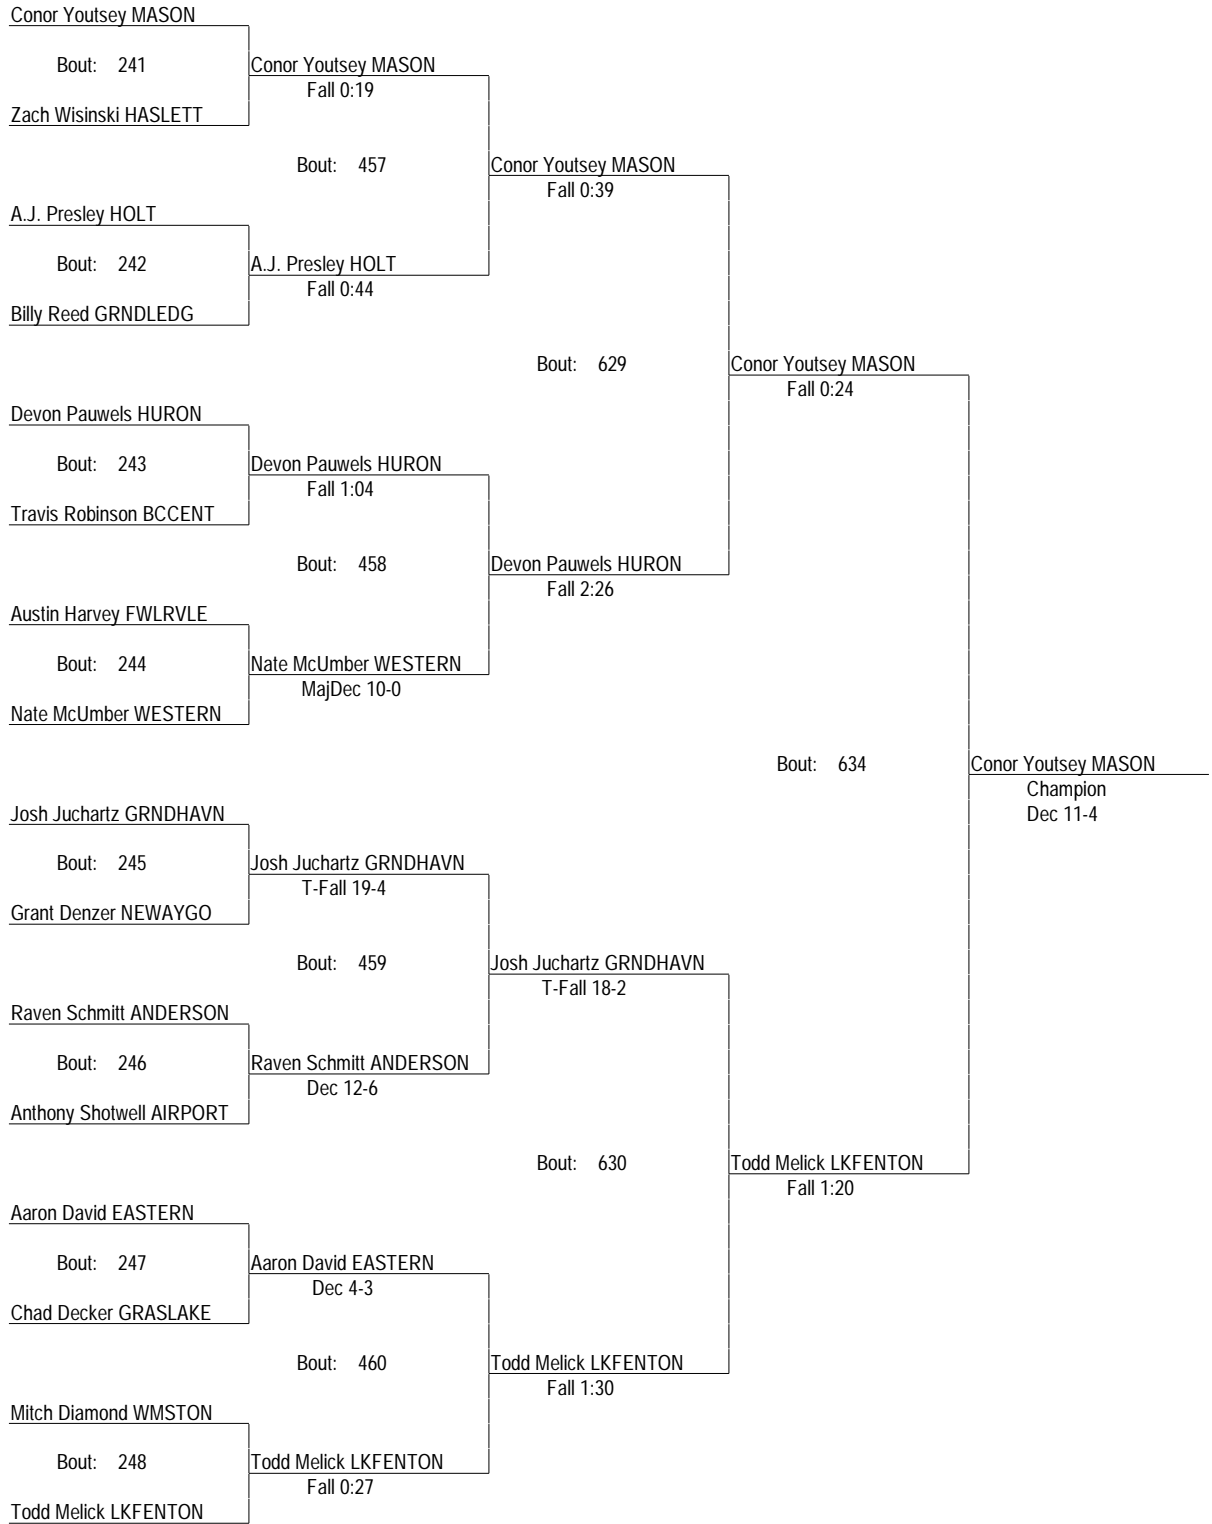 Conor Youtsey MASON
Bout: 241
Conor Youtsey MASON
Fall 0:19
Zach Wisinski HASLETT
Bout: 457
Conor Youtsey MASON
Fall 0:39
A.J. Presley HOLT
Bout: 242
A.J. Presley HOLT
Fall 0:44
Billy Reed GRNDLEDG
Bout: 629
Conor Youtsey MASON
Fall 0:24
Devon Pauwels HURON
Bout: 243
Devon Pauwels HURON
Fall 1:04
Travis Robinson BCCENT
Bout: 458
Devon Pauwels HURON
Fall 2:26
Austin Harvey FWLRVLE
Bout: 244
Nate McUmber WESTERN
MajDec 10-0
Nate McUmber WESTERN
Bout: 634
Conor Youtsey MASON
Champion
Dec 11-4
Josh Juchartz GRNDHAVN
Bout: 245
Josh Juchartz GRNDHAVN
T-Fall 19-4
Grant Denzer NEWAYGO
Bout: 459
Josh Juchartz GRNDHAVN
T-Fall 18-2
Raven Schmitt ANDERSON
Bout: 246
Raven Schmitt ANDERSON
Dec 12-6
Anthony Shotwell AIRPORT
Bout: 630
Todd Melick LKFENTON
Fall 1:20
Aaron David EASTERN
Bout: 247
Aaron David EASTERN
Dec 4-3
Chad Decker GRASLAKE
Bout: 460
Todd Melick LKFENTON
Fall 1:30
Mitch Diamond WMSTON
Bout: 248
Todd Melick LKFENTON
Fall 0:27
Todd Melick LKFENTON